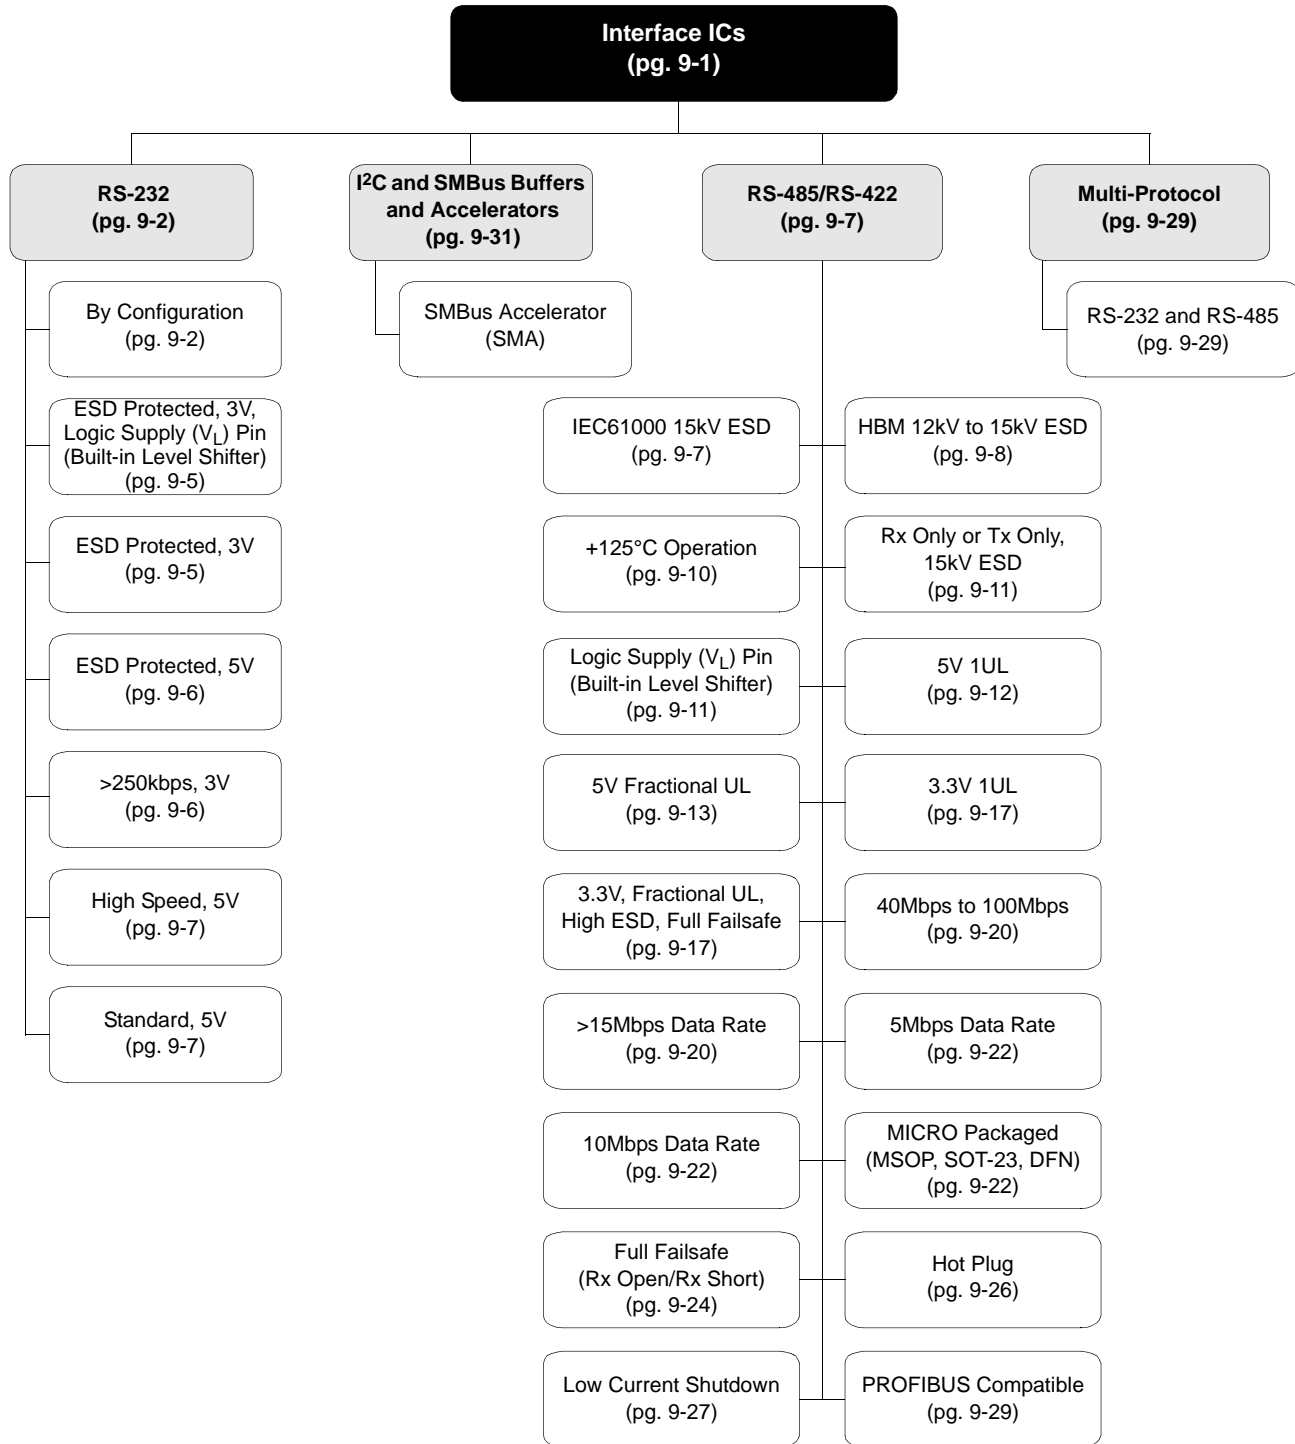 Interface ICs
(pg. 9-1)
RS-232
(pg. 9-2)
I²C and SMBus Buffers
and Accelerators
(pg. 9-31)
RS-485/RS-422
(pg. 9-7)
Multi-Protocol
(pg. 9-29)
By Configuration
(pg. 9-2)
ESD Protected, 3V,
Logic Supply (VL) Pin
(Built-in Level Shifter)
(pg. 9-5)
ESD Protected, 3V
(pg. 9-5)
ESD Protected, 5V
(pg. 9-6)
>250kbps, 3V
(pg. 9-6)
High Speed, 5V
(pg. 9-7)
Standard, 5V
(pg. 9-7)
SMBus Accelerator
(SMA)
IEC61000 15kV ESD
(pg. 9-7)
HBM 12kV to 15kV ESD
(pg. 9-8)
+125°C Operation
(pg. 9-10)
Rx Only or Tx Only,
15kV ESD
(pg. 9-11)
Logic Supply (VL) Pin
(Built-in Level Shifter)
(pg. 9-11)
5V 1UL
(pg. 9-12)
5V Fractional UL
(pg. 9-13)
3.3V 1UL
(pg. 9-17)
3.3V, Fractional UL,
High ESD, Full Failsafe
(pg. 9-17)
40Mbps to 100Mbps
(pg. 9-20)
>15Mbps Data Rate
(pg. 9-20)
5Mbps Data Rate
(pg. 9-22)
10Mbps Data Rate
(pg. 9-22)
MICRO Packaged
(MSOP, SOT-23, DFN)
(pg. 9-22)
Full Failsafe
(Rx Open/Rx Short)
(pg. 9-24)
Hot Plug
(pg. 9-26)
Low Current Shutdown
(pg. 9-27)
PROFIBUS Compatible
(pg. 9-29)
RS-232 and RS-485
(pg. 9-29)